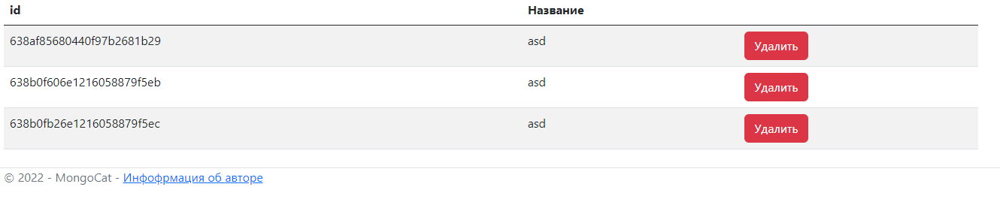 id Название
638af85680440f97b2681b29 asd Удалить
638b0f606e1216058879f5eb asd Удалить
638b0fb26e1216058879f5ec asd Удалить
© 2022 - MongoCat - Инфофрмация об авторе